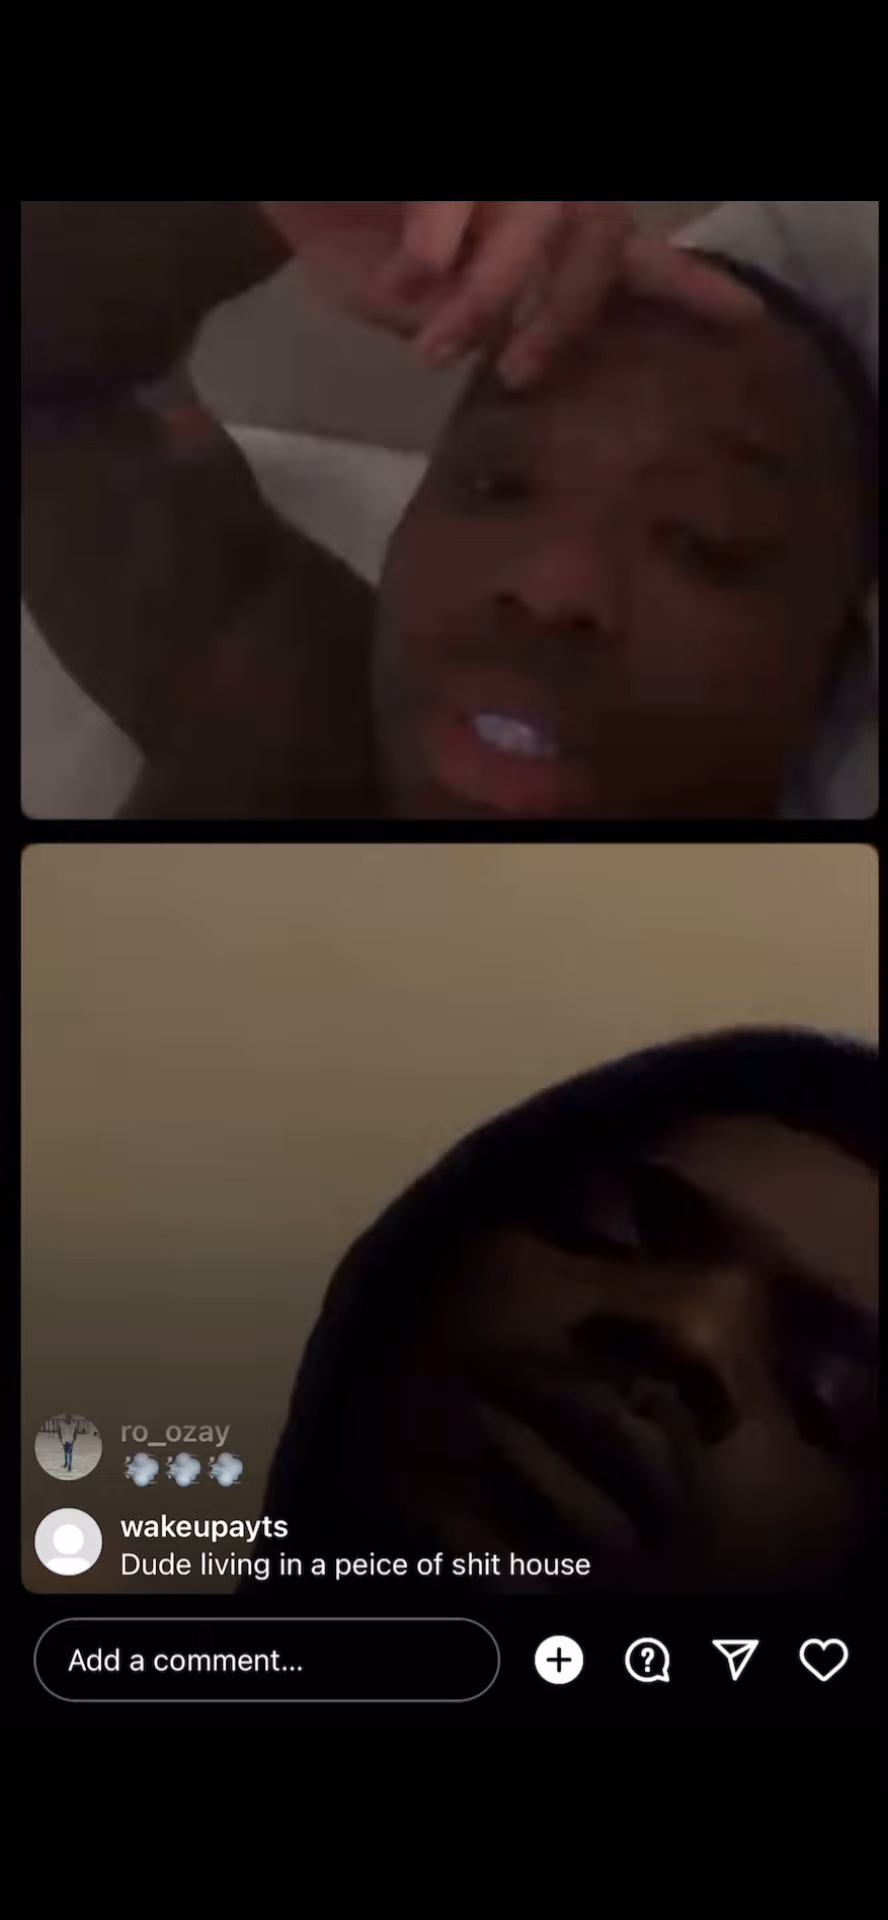 ro_ozay
💨💨💨
wakeupayts
Dude living in a peice of shit house
Add a comment...